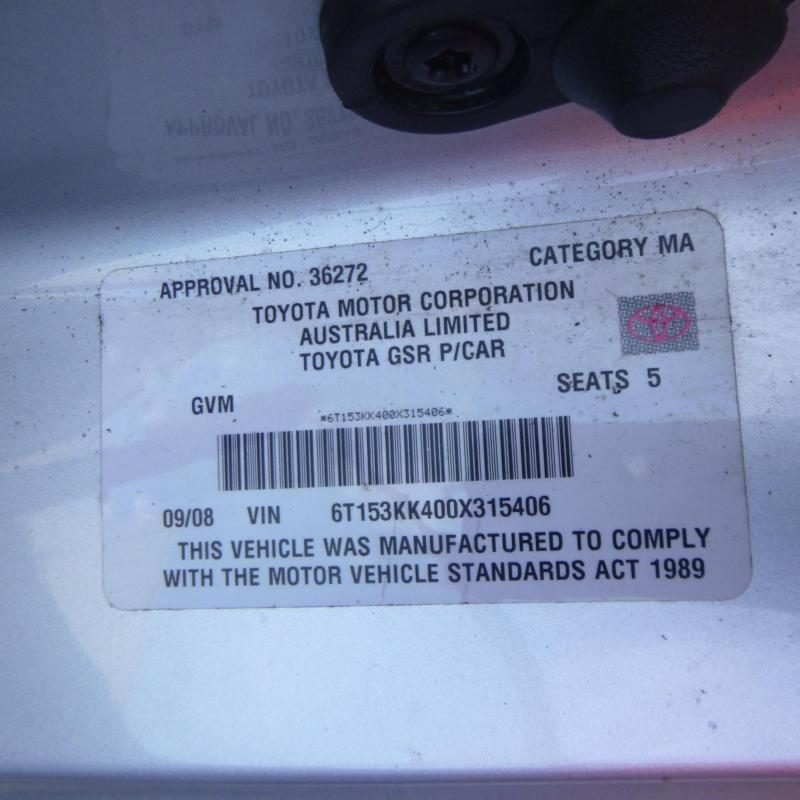 APPROVAL NO. 36272 CATEGORY MA
TOYOTA MOTOR CORPORATION
AUSTRALIA LIMITED
TOYOTA GSR P/CAR
SEATS 5
GVM
*6T153KK400X315406*
09/08 VIN 6T153KK400X315406
THIS VEHICLE WAS MANUFACTURED TO COMPLY
WITH THE MOTOR VEHICLE STANDARDS ACT 1989